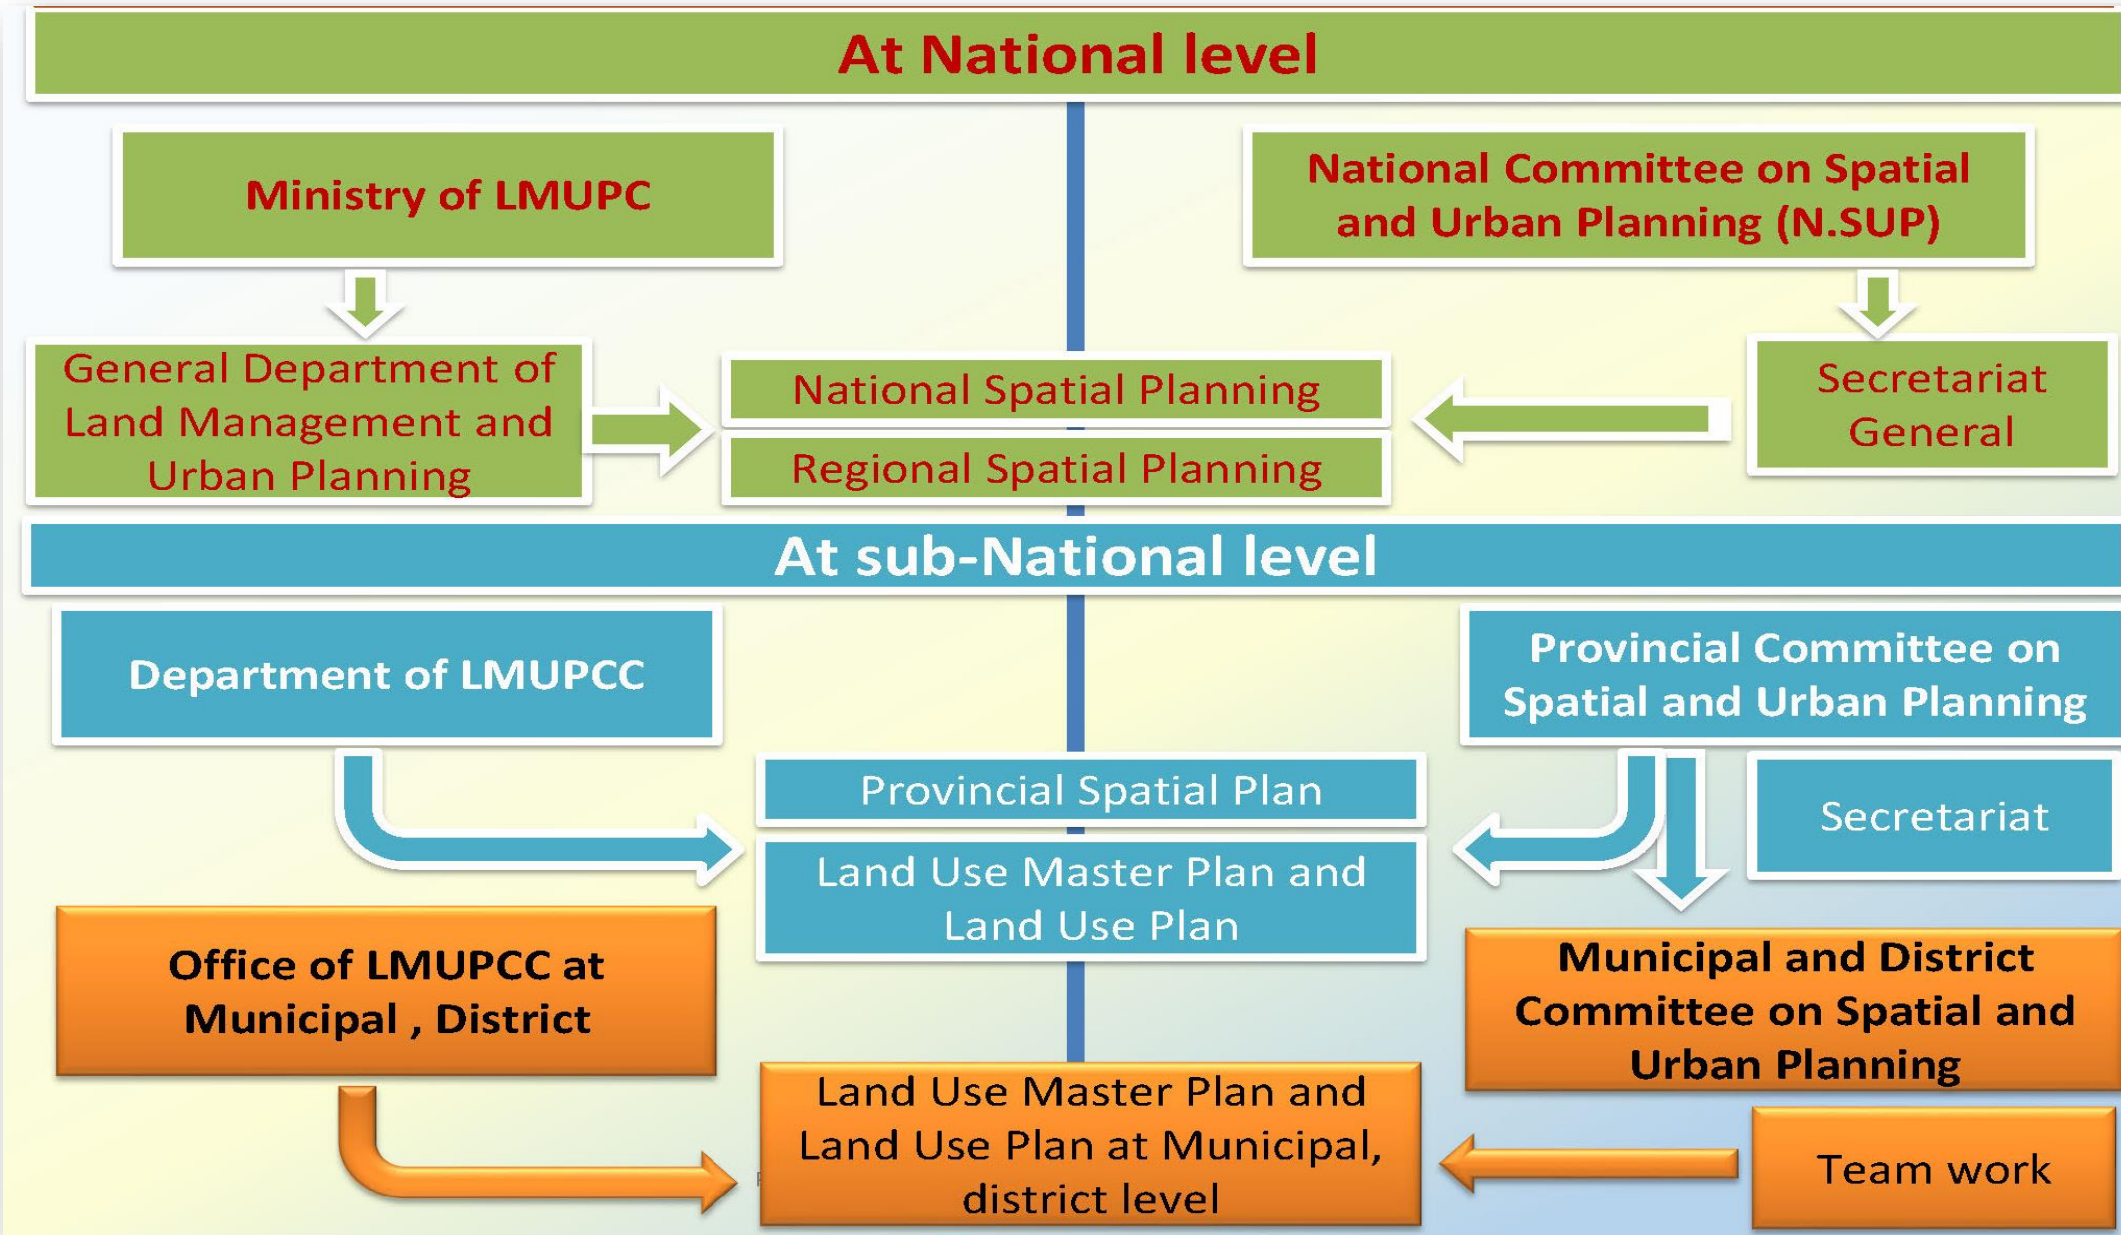 At National level
Ministry of LMUPC
National Committee on Spatial
and Urban Planning (N.SUP)
General Department of
Land Management and
Urban Planning
National Spatial Planning
Regional Spatial Planning
Secretariat
General
At sub-National level
Department of LMUPCC
Provincial Committee on
Spatial and Urban Planning
Provincial Spatial Plan
Land Use Master Plan and
Land Use Plan
Secretariat
Office of LMUPCC at
Municipal , District
Municipal and District
Committee on Spatial and
Urban Planning
Land Use Master Plan and
Land Use Plan at Municipal,
district level
Team work